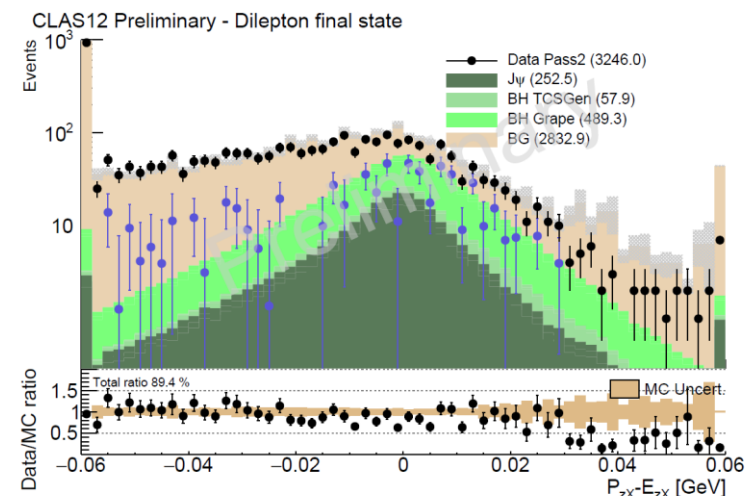 CLAS12 Preliminary - Dilepton final state
Events
10³
10²
10
Data Pass2 (3246.0)
Jψ (252.5)
BH TCSGen (57.9)
BH Grape (489.3)
BG (2832.9)
Preliminary
Data/MC ratio
1.5
1
0.5
Total ratio 89.4 %
MC Uncert.
−0.06 −0.04 −0.02 0 0.02 0.04 0.06
P_zX-E_zX [GeV]